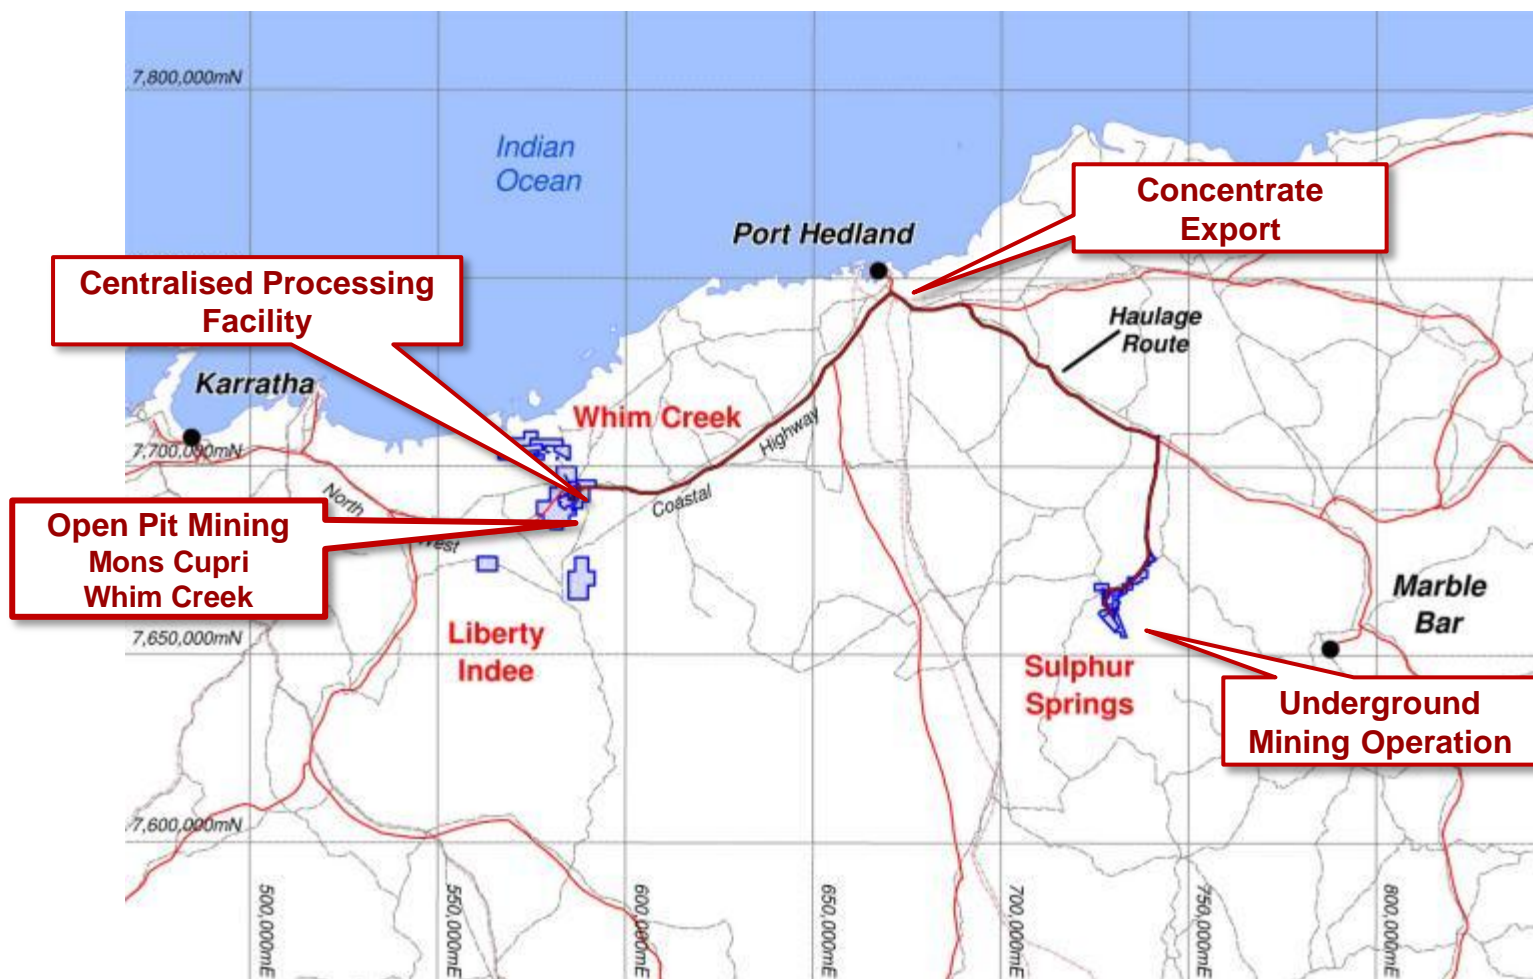 7,800,000mN
Indian
Ocean
Concentrate
Export
Port Hedland
Centralised Processing
Facility
Haulage
Route
Karratha
Whim Creek
Highway
7,700,000mN
Coastal
North
West
Open Pit Mining
Mons Cupri
Whim Creek
Marble
Bar
7,650,000mN
Liberty
Indee
Sulphur
Springs
Underground
Mining Operation
7,600,000mN
500,000mE
550,000mE
600,000mE
650,000mE
700,000mE
750,000mE
800,000mE